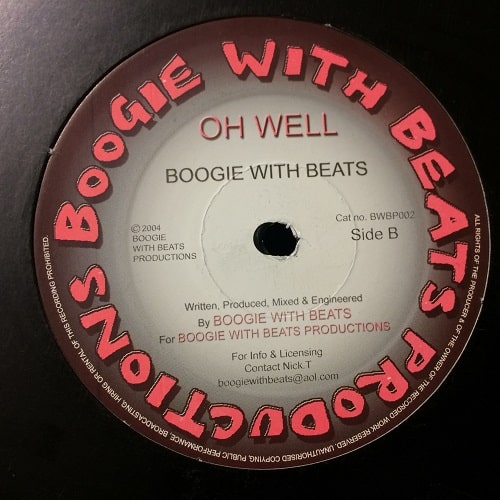 BOOGIE WITH BEATS PRODUCTIONS
OH WELL
BOOGIE WITH BEATS
© 2004
BOOGIE
WITH BEATS
PRODUCTIONS
Cat no. BWBP002
Side B
Written, Produced, Mixed & Engineered
By BOOGIE WITH BEATS
For BOOGIE WITH BEATS PRODUCTIONS
For Info & Licensing
Contact Nick T
boogiewithbeats@aol.com
ALL RIGHTS OF THE PRODUCER & OF THE OWNER OF THE RECORDED WORK RESERVED. UNAUTHORISED COPYING, PUBLIC PERFORMANCE, BROADCASTING, HIRING OR RENTAL OF THIS RECORDING PROHIBITED.